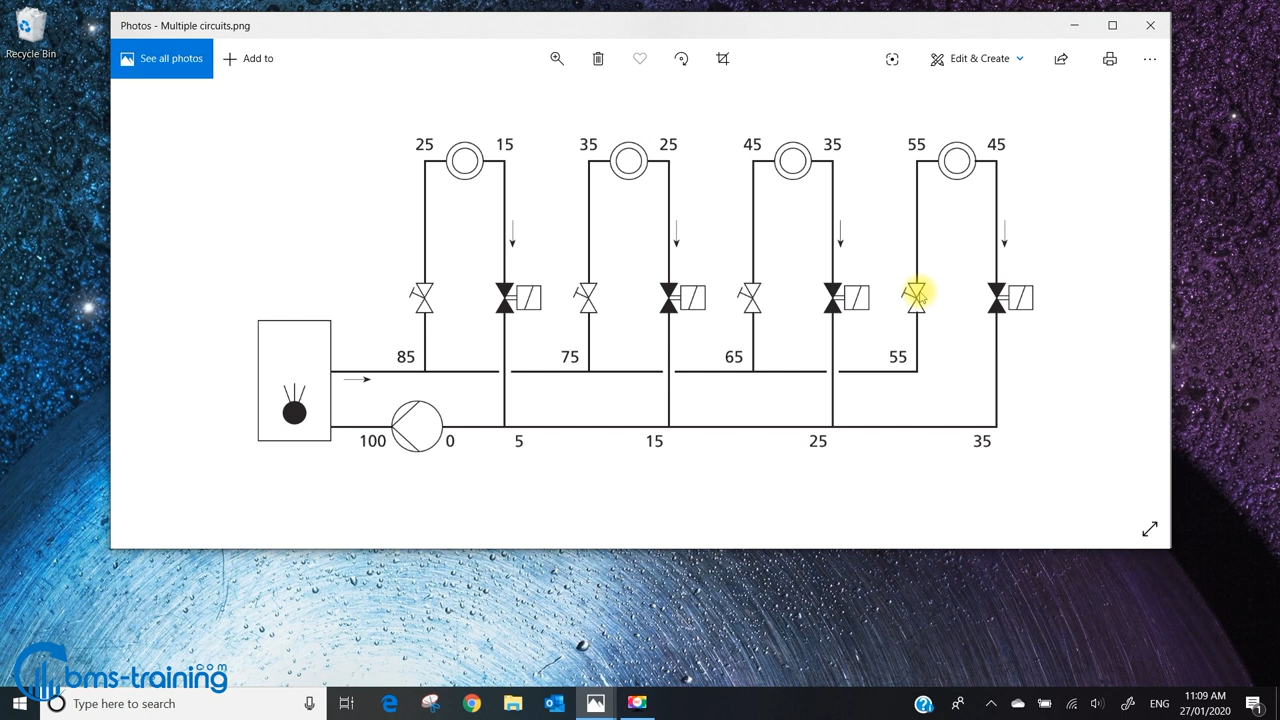 Recycle Bin
Photos - Multiple circuits.png
See all photos
Add to
Edit & Create
25 15 35 25 45 35 55 45
85 75 65 55
100 0 5 15 25 35
.com
bms-training
Type here to search
ENG
11:09 AM
27/01/2020
1